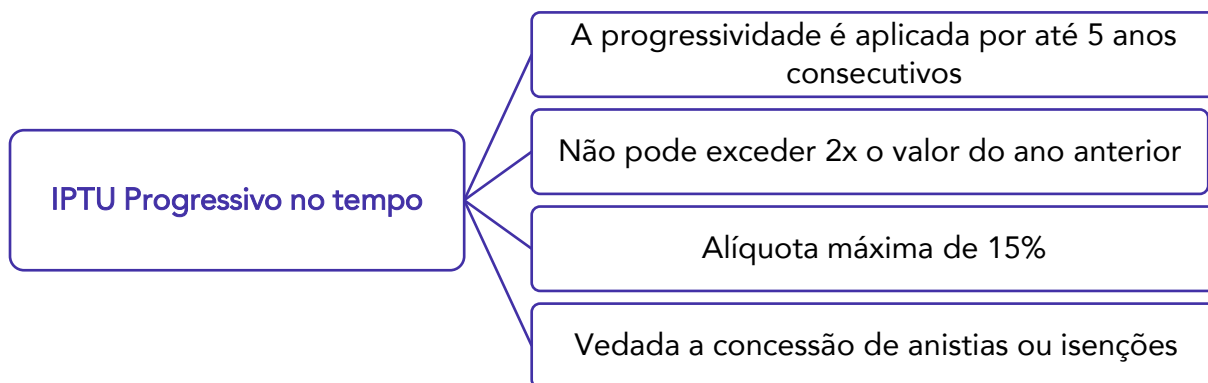 IPTU Progressivo no tempo
A progressividade é aplicada por até 5 anos
consecutivos
Não pode exceder 2x o valor do ano anterior
Alíquota máxima de 15%
Vedada a concessão de anistias ou isenções